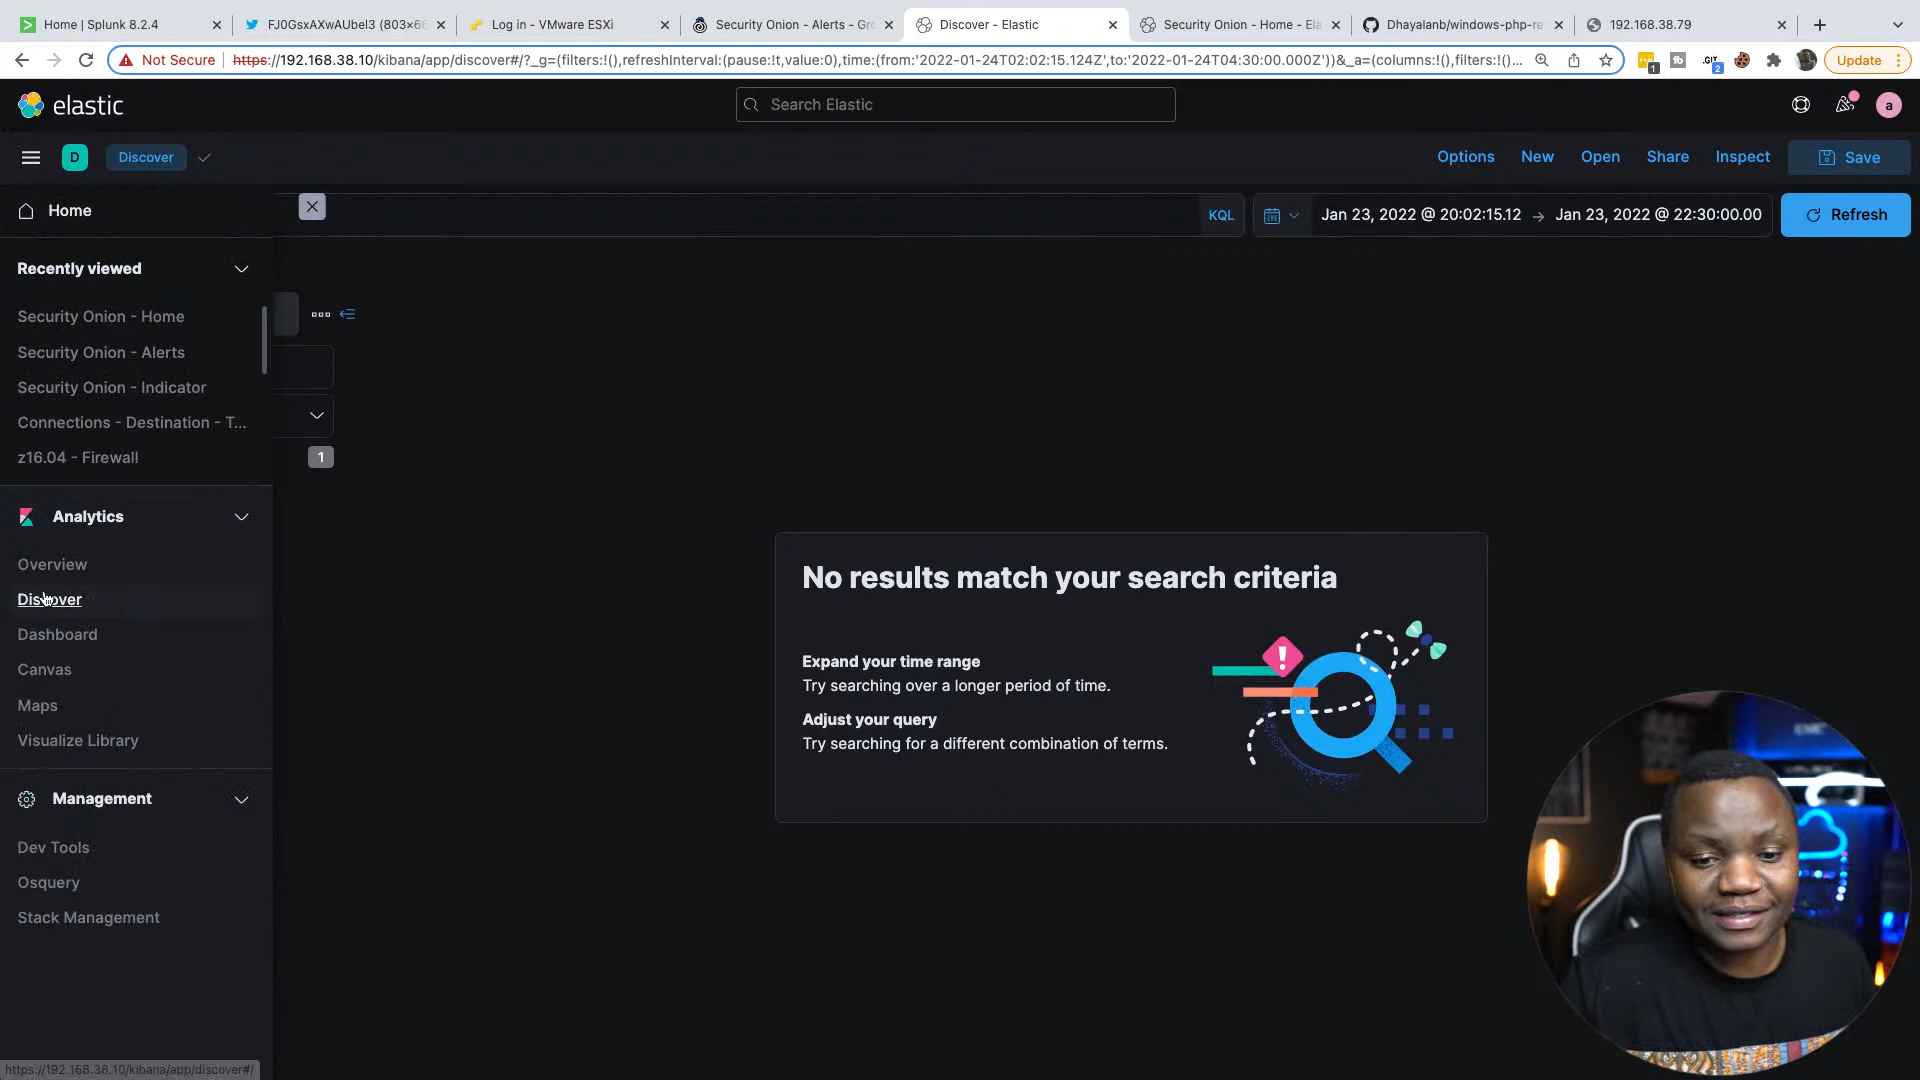 Home | Splunk 8.2.4
FJ0GsxAXwAUbel3 (803×66
Log in - VMware ESXi
Security Onion - Alerts - Gro
Discover - Elastic
Security Onion - Home - Ela
Dhayalanb/windows-php-re
192.168.38.79
Not Secure https://192.168.38.10/kibana/app/discover#/?_g=(filters:!(),refreshInterval:(pause:!t,value:0),time:(from:'2022-01-24T02:02:15.124Z',to:'2022-01-24T04:30:00.000Z'))&_a=(columns:!(),filters:!()...
1
.GIT
2
Update
elastic
Search Elastic
a
D
Discover
Options
New
Open
Share
Inspect
Save
Home
KQL
Jan 23, 2022 @ 20:02:15.12 → Jan 23, 2022 @ 22:30:00.00
Refresh
Recently viewed
Security Onion - Home
Security Onion - Alerts
Security Onion - Indicator
Connections - Destination - T...
z16.04 - Firewall
1
Analytics
Overview
Discover
Dashboard
Canvas
Maps
Visualize Library
Management
Dev Tools
Osquery
Stack Management
No results match your search criteria
Expand your time range
Try searching over a longer period of time.
Adjust your query
Try searching for a different combination of terms.
https://192.168.38.10/kibana/app/discover#/